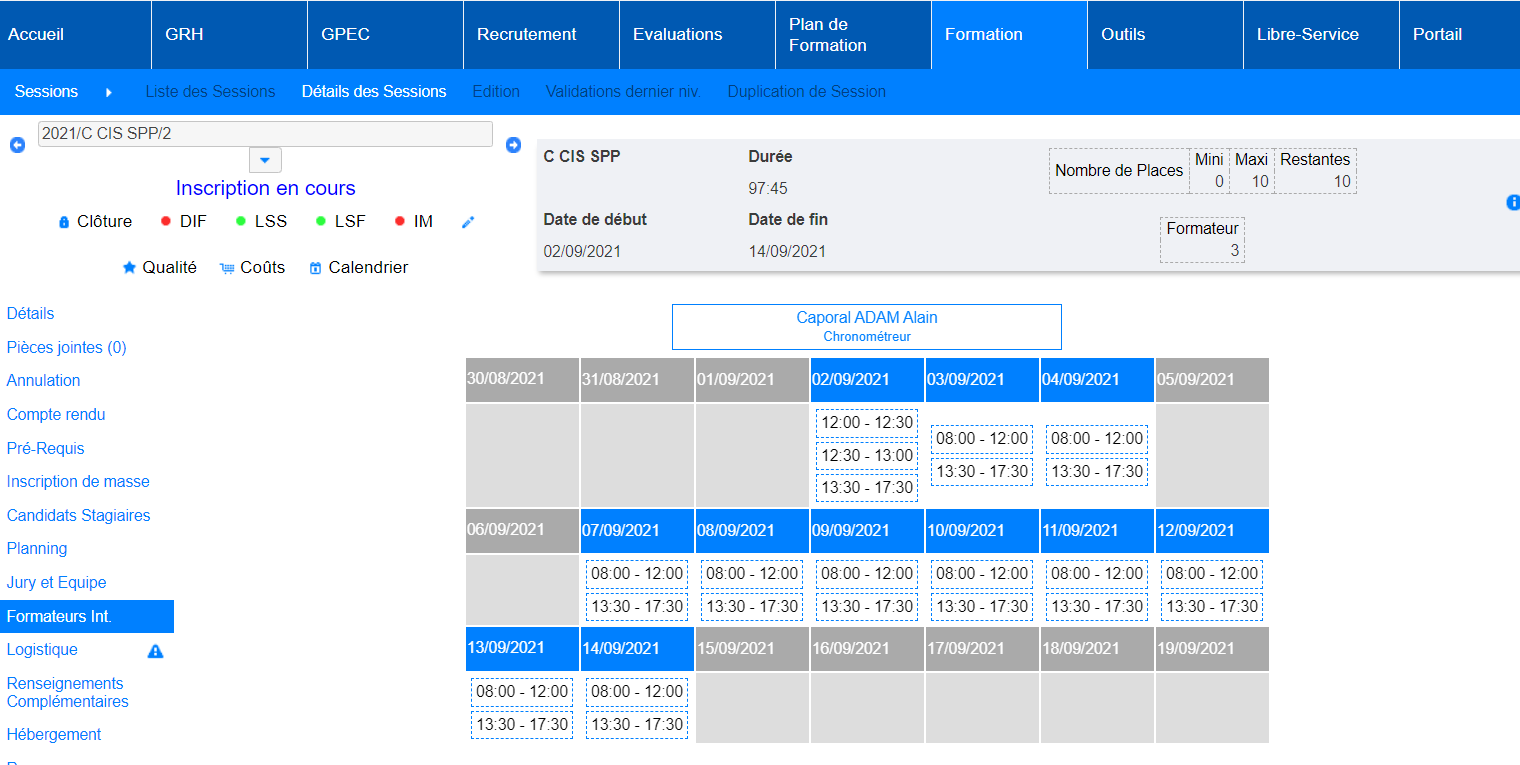 Accueil
GRH
GPEC
Recrutement
Evaluations
Plan de
Formation
Formation
Outils
Libre-Service
Portail
Sessions
Liste des Sessions
Détails des Sessions
Edition
Validations dernier niv.
Duplication de Session
2021/C CIS SPP/2
Inscription en cours
Clôture
DIF
LSS
LSF
IM
Qualité
Coûts
Calendrier
C CIS SPP
Durée
97:45
Date de début
Date de fin
02/09/2021
14/09/2021
Nombre de Places
Mini
Maxi
Restantes
0
10
10
Formateur
3
Détails
Pièces jointes (0)
Annulation
Compte rendu
Pré-Requis
Inscription de masse
Candidats Stagiaires
Planning
Jury et Equipe
Formateurs Int.
Logistique
Renseignements
Complémentaires
Hébergement
Caporal ADAM Alain
Chronométreur
30/08/2021 31/08/2021 01/09/2021 02/09/2021 03/09/2021 04/09/2021 05/09/2021
12:00 - 12:30
12:30 - 13:00
13:30 - 17:30
08:00 - 12:00
13:30 - 17:30
08:00 - 12:00
13:30 - 17:30
06/09/2021 07/09/2021 08/09/2021 09/09/2021 10/09/2021 11/09/2021 12/09/2021
08:00 - 12:00 08:00 - 12:00 08:00 - 12:00 08:00 - 12:00 08:00 - 12:00 08:00 - 12:00
13:30 - 17:30 13:30 - 17:30 13:30 - 17:30 13:30 - 17:30 13:30 - 17:30 13:30 - 17:30
13/09/2021 14/09/2021 15/09/2021 16/09/2021 17/09/2021 18/09/2021 19/09/2021
08:00 - 12:00 08:00 - 12:00
13:30 - 17:30 13:30 - 17:30